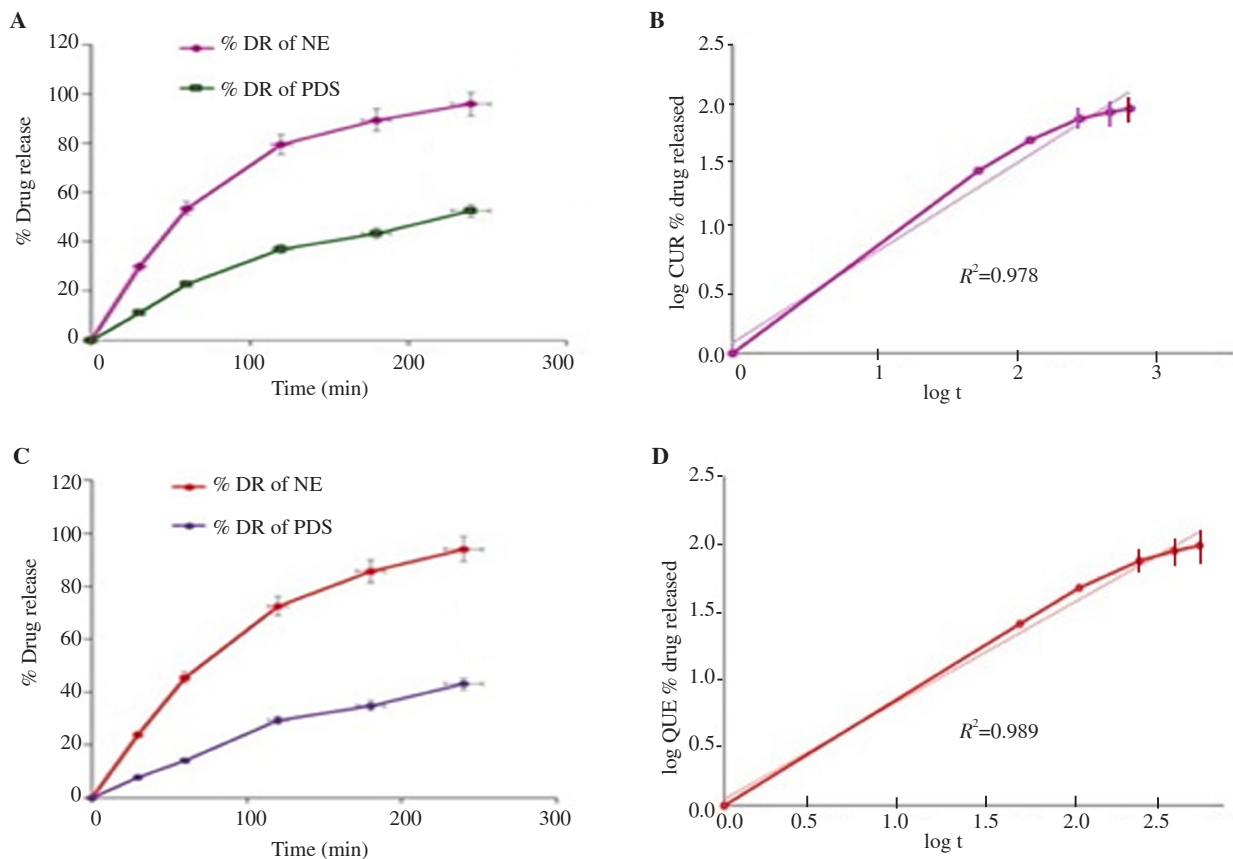 A
120
100
80
60
40
20
0
% Drug release
% DR of NE
% DR of PDS
0
100
200
300
Time (min)
B
2.5
2.0
1.5
1.0
0.5
0.0
log CUR % drug released
R²=0.978
0
1
2
3
log t
C
120
100
80
60
40
20
0
% Drug release
% DR of NE
% DR of PDS
0
100
200
300
Time (min)
D
2.5
2.0
1.5
1.0
0.5
0.0
log QUE % drug released
R²=0.989
0.0
0.5
1.0
1.5
2.0
2.5
log t